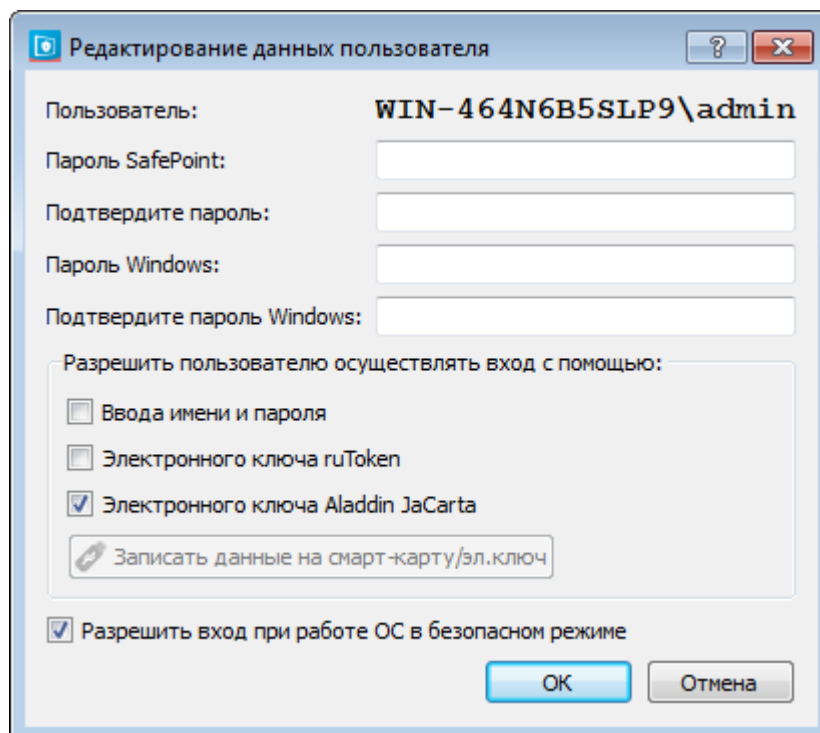 Редактирование данных пользователя
Пользователь: WIN-464N6B5SLP9\admin
Пароль SafePoint:
Подтвердите пароль:
Пароль Windows:
Подтвердите пароль Windows:
Разрешить пользователю осуществлять вход с помощью:
Ввода имени и пароля
Электронного ключа ruToken
Электронного ключа Aladdin JaCarta
Записать данные на смарт-карту/эл.ключ
Разрешить вход при работе ОС в безопасном режиме
OK Отмена